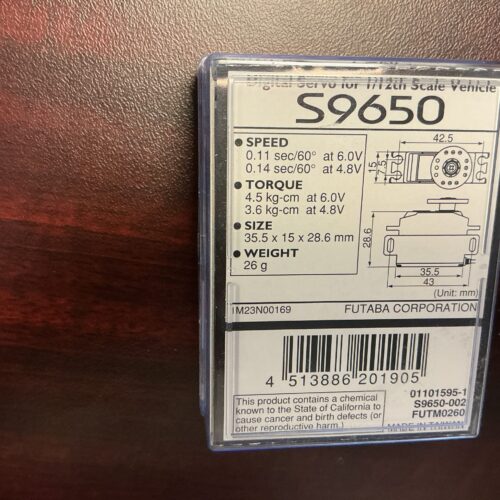 Digital Servo for 1/12th Scale Vehicle
S9650
● SPEED
0.11 sec/60° at 6.0V
0.14 sec/60° at 4.8V
● TORQUE
4.5 kg-cm at 6.0V
3.6 kg-cm at 4.8V
● SIZE
35.5 x 15 x 28.6 mm
● WEIGHT
26 g
42.5
15
7.5
28.6
35.5
43
(Unit: mm)
1M23N00169
FUTABA CORPORATION
4 513886 201905
01101595-1
S9650-002
FUTM0260
MADE IN TAIWAN
This product contains a chemical
known to the State of California to
cause cancer and birth defects (or
other reproductive harm.)